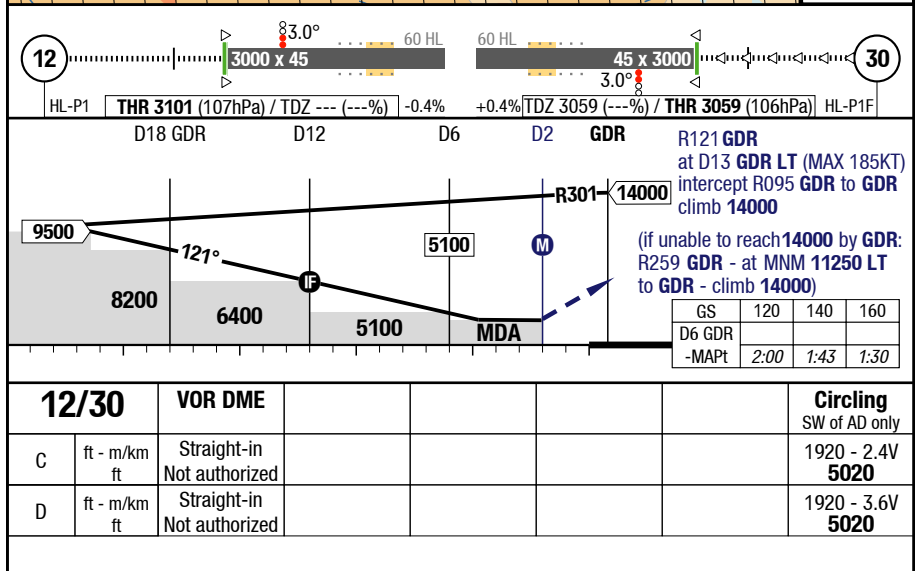 3.0° 60 HL 60 HL
12 3000 x 45 45 x 3000 30
3.0°
HL-P1 THR 3101 (107hPa) / TDZ --- (---%) -0.4% +0.4% TDZ 3059 (---%) / THR 3059 (106hPa) HL-P1F
D18 GDR D12 D6 D2 GDR
R121 GDR
at D13 GDR LT (MAX 185KT)
intercept R095 GDR to GDR
climb 14000
R301 14000
9500
5100
M
121°
IF
(if unable to reach 14000 by GDR:
R259 GDR - at MNM 11250 LT
to GDR - climb 14000)
8200
6400
5100
MDA
GS 120 140 160
D6 GDR
-MAPt 2:00 1:43 1:30
12/30 VOR DME Circling
SW of AD only
C ft - m/km Straight-in 1920 - 2.4V
ft Not authorized 5020
D ft - m/km Straight-in 1920 - 3.6V
ft Not authorized 5020